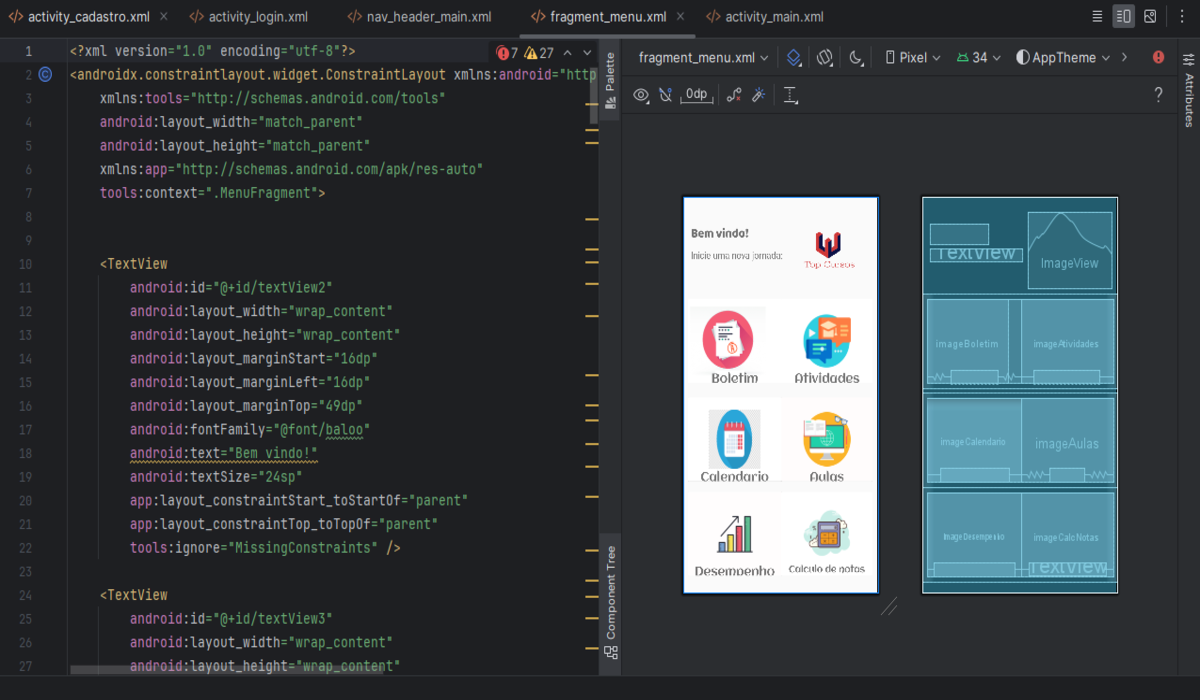 activity_cadastro.xml
activity_login.xml
nav_header_main.xml
fragment_menu.xml
activity_main.xml
1 <?xml version="1.0" encoding="utf-8"?>
7 27
2 <androidx.constraintlayout.widget.ConstraintLayout xmlns:android="http
3 xmlns:tools="http://schemas.android.com/tools"
4 android:layout_width="match_parent"
5 android:layout_height="match_parent"
6 xmlns:app="http://schemas.android.com/apk/res-auto"
7 tools:context=".MenuFragment">
8
9
10 <TextView
11 android:id="@+id/textView2"
12 android:layout_width="wrap_content"
13 android:layout_height="wrap_content"
14 android:layout_marginStart="16dp"
15 android:layout_marginLeft="16dp"
16 android:layout_marginTop="49dp"
17 android:fontFamily="@font/baloo"
18 android:text="Bem vindo!"
19 android:textSize="24sp"
20 app:layout_constraintStart_toStartOf="parent"
21 app:layout_constraintTop_toTopOf="parent"
22 tools:ignore="MissingConstraints" />
23
24 <TextView
25 android:id="@+id/textView3"
26 android:layout_width="wrap_content"
27 android:layout_height="wrap_content"
Palette
Component Tree
fragment_menu.xml
Pixel
34
AppTheme
0dp
?
Attributes
Bem vindo!
Inicie uma nova jornada:
Top Cursos
Boletim
Atividades
Calendario
Aulas
Desempenho
Calculo de notas
TextView
ImageView
imageBoletim
imageAtividades
imageCalendario
imageAulas
imageDesempenho
imageCalcNotas
TextView